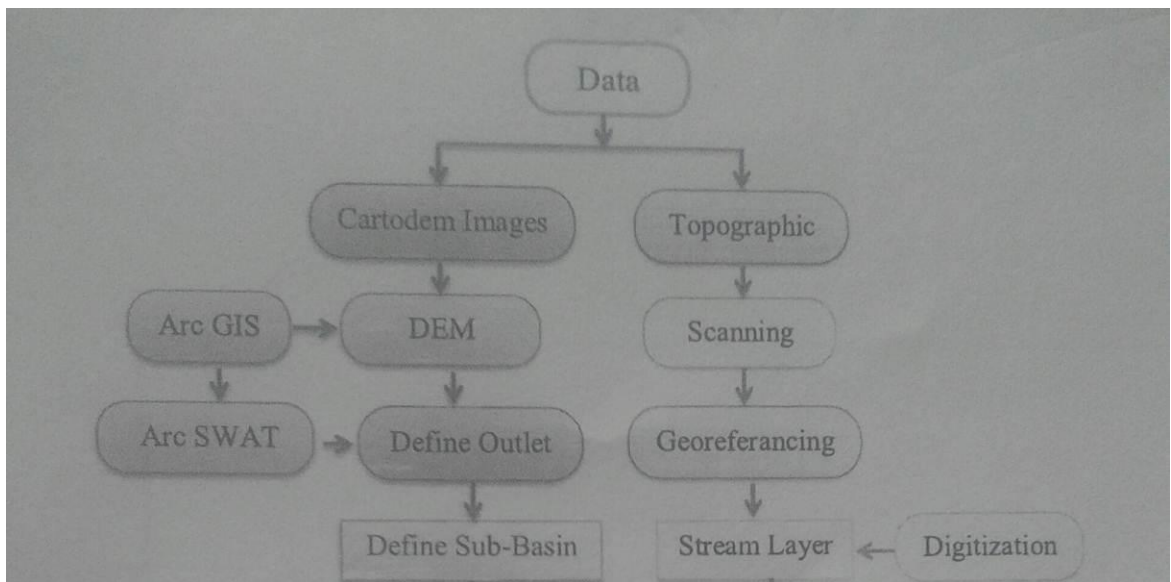 Data
Cartodem Images
Topographic
Arc GIS
DEM
Scanning
Arc SWAT
Define Outlet
Georeferancing
Define Sub-Basin
Stream Layer
Digitization